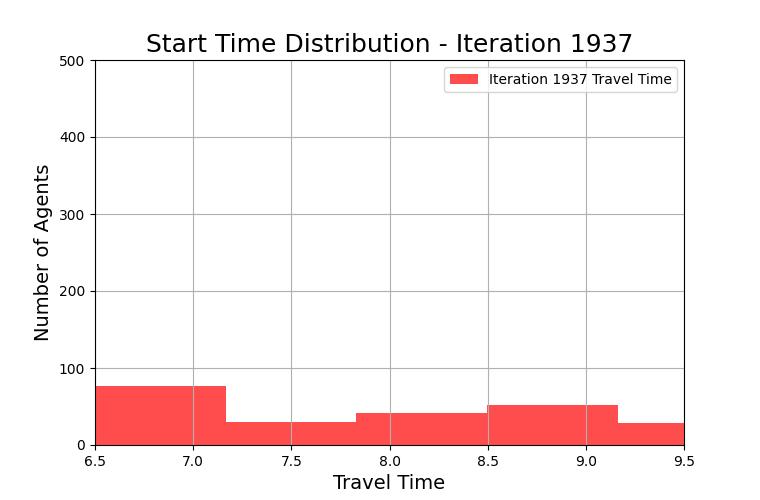 Start Time Distribution - Iteration 1937
500
400
300
200
100
0
Number of Agents
Iteration 1937 Travel Time
6.5 7.0 7.5 8.0 8.5 9.0 9.5
Travel Time